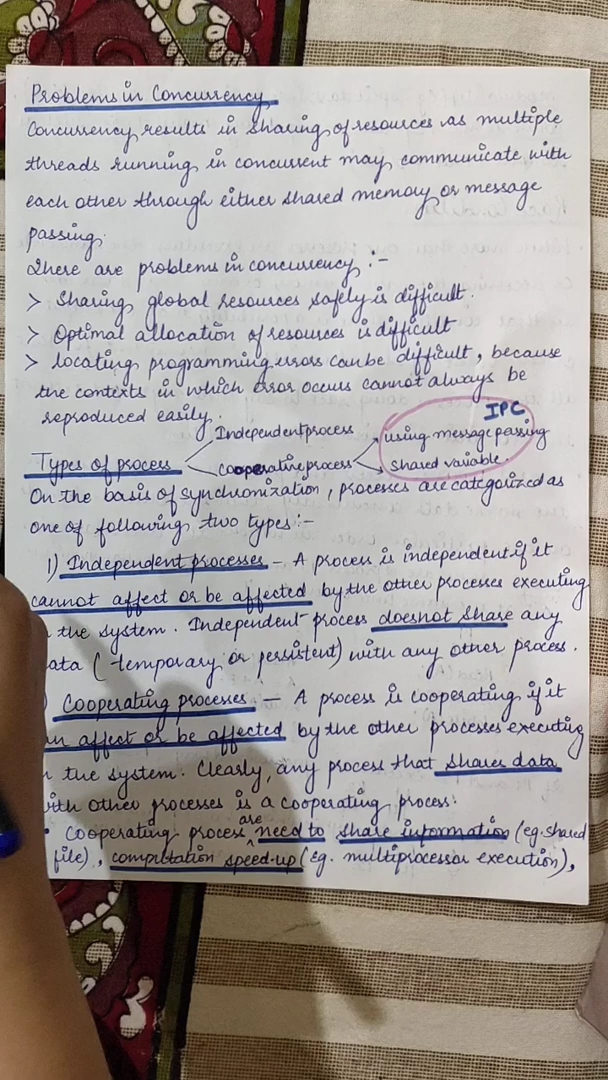 Problems in Concurrency
Concurrency results in sharing of resources as multiple
threads running in concurrent may communicate with
each other through either shared memory or message
passing.
There are problems in concurrency :-
> Sharing global resources safely is difficult.
> Optimal allocation of resources is difficult
> locating programming errors can be difficult, because
the contexts in which error occurs cannot always be
reproduced easily.
IPC
Independent process
using message passing
Types of process
cooperative process
shared variable.
On the basis of synchronization, processes are categorized as
one of following two types:-
1) Independent processes - A process is independent if it
cannot affect or be affected by the other processes executing
the system. Independent process doesnot share any
ata (temporary or persistent) with any other process.
) Cooperating processes. - A process is cooperating if it
an affect or be affected by the other processes executing
n the system. Clearly, any process that shares data
ith other processes is a cooperating process.
• Cooperating process are need to share information (eg. shared
file), computation speed-up (eg. multiprocessor execution),